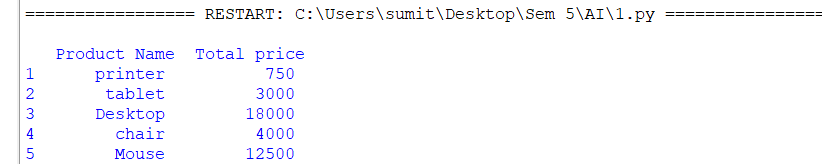 ================= RESTART: C:\Users\sumit\Desktop\Sem 5\AI\1.py ================
Product Name Total price
1 printer 750
2 tablet 3000
3 Desktop 18000
4 chair 4000
5 Mouse 12500